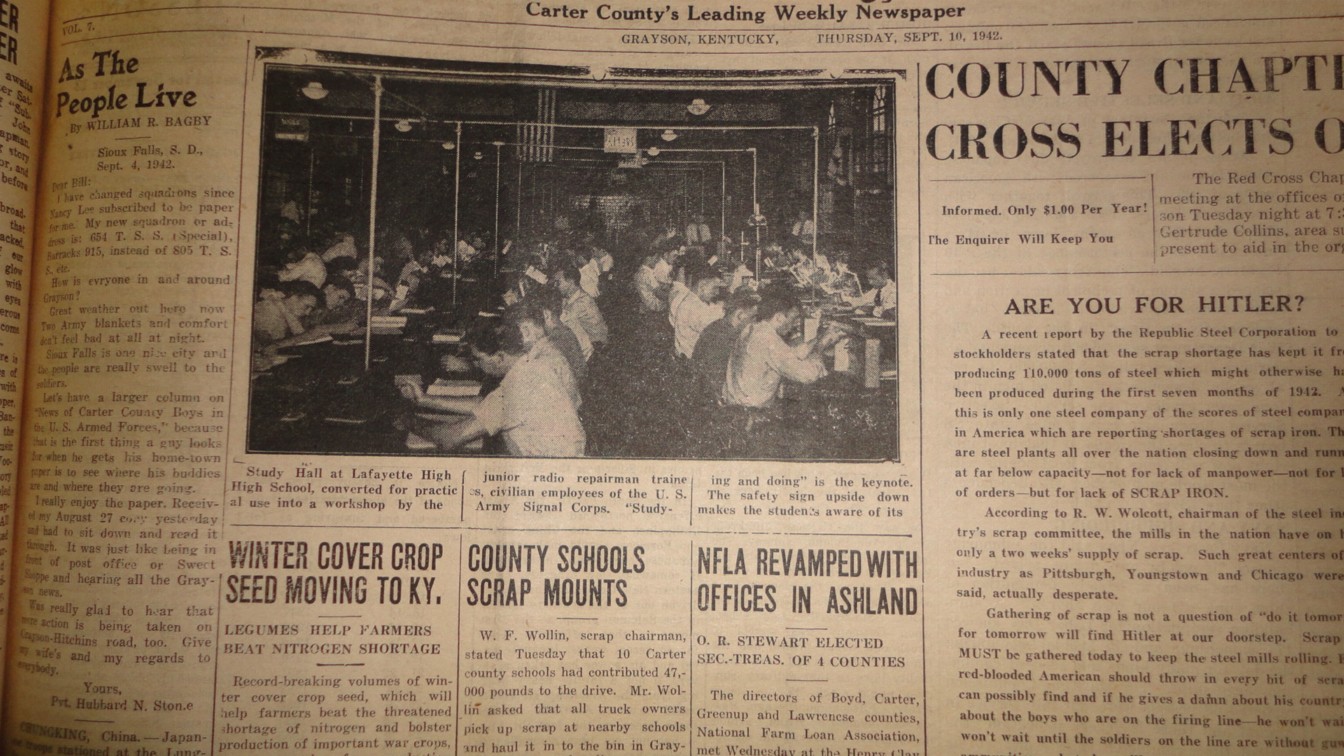 Carter County's Leading Weekly Newspaper
VOL. 7.
GRAYSON, KENTUCKY, THURSDAY, SEPT. 10, 1942.
As The
People Live
By WILLIAM R. BAGBY
Sioux Falls, S. D.,
Sept. 4, 1942.
Dear Bill:
I have changed squadrons since
Nancy Lee subscribed to be paper
for me. My new squadron or ad-
dress is: 654 T. S. S. (Special),
Barracks 915, instead of 805 T. S.
S. etc.
How is evryone in and around
Grayson?
Great weather out here now
Two Army blankets and comfort
don't feel bad at all at night.
Sioux Falls is one nice city and
the people are really swell to the
soldiers.
Let's have a larger column on
"News of Carter County Boys in
the U. S. Armed Forces," because
that is the first thing a guy looks
for when he gets his home-town
paper is to see where his buddies
are and where they are going.
I really enjoy the paper. Receiv-
ed my August 27 copy yesterday
and had to sit down and read it
through. It was just like being in
front of post office or Sweet
Shoppe and hearing all the Gray-
son news.
Was really glad to hear that
more action is being taken on
Grayson-Hitchins road, too. Give
my wife's and my regards to
everybody.
Yours,
Pvt. Hubbard N. Stone
CHUNGKING, China.—Japan-
Study Hall at Lafayette High
High School, converted for practic
al use into a workshop by the
junior radio repairman traine
es, civilian employees of the U. S.
Army Signal Corps. "Study-
ing and doing" is the keynote.
The safety sign upside down
makes the students aware of its
WINTER COVER CROP
SEED MOVING TO KY.
LEGUMES HELP FARMERS
BEAT NITROGEN SHORTAGE
Record-breaking volumes of win-
ter cover crop seed, which will
help farmers beat the threatened
shortage of nitrogen and bolster
production of important war crops,
COUNTY SCHOOLS
SCRAP MOUNTS
W. F. Wollin, scrap chairman,
stated Tuesday that 10 Carter
county schools had contributed 47,-
000 pounds to the drive. Mr. Wol-
lin asked that all truck owners
pick up scrap at nearby schools
and haul it in to the bin in Gray-
NFLA REVAMPED WITH
OFFICES IN ASHLAND
O. R. STEWART ELECTED
SEC.-TREAS. OF 4 COUNTIES
The directors of Boyd, Carter,
Greenup and Lawrencse counties,
National Farm Loan Association,
met Wednesday at the Henry Clay
COUNTY CHAPT
CROSS ELECTS O
Informed. Only $1.00 Per Year!
The Enquirer Will Keep You
The Red Cross Chap
meeting at the offices o
son Tuesday night at 7:
Gertrude Collins, area su
present to aid in the or
ARE YOU FOR HITLER?
A recent report by the Republic Steel Corporation to
stockholders stated that the scrap shortage has kept it fr
producing 110,000 tons of steel which might otherwise ha
been produced during the first seven months of 1942.
this is only one steel company of the scores of steel compan
in America which are reporting shortages of scrap iron. Th
are steel plants all over the nation closing down and runn
at far below capacity—not for lack of manpower—not for
of orders—but for lack of SCRAP IRON.
According to R. W. Wolcott, chairman of the steel ind
try's scrap committee, the mills in the nation have on
only a two weeks' supply of scrap. Such great centers of
industry as Pittsburgh, Youngstown and Chicago were
said, actually desperate.
Gathering of scrap is not a question of "do it tomor
for tomorrow will find Hitler at our doorstep. Scrap
MUST be gathered today to keep the steel mills rolling.
red-blooded American should throw in every bit of scra
can possibly find and if he gives a damn about his count
about the boys who are on the firing line—he won't wa
won't wait until the soldiers on the line are without gu